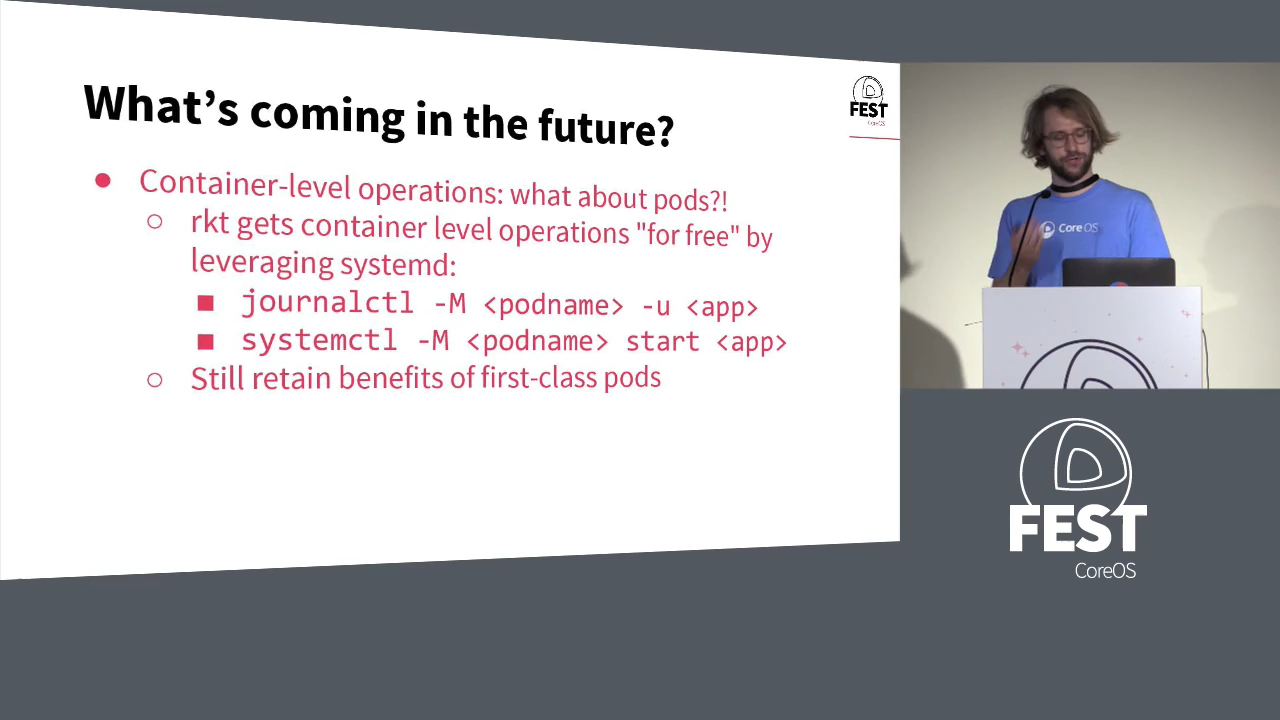 What's coming in the future?
FEST
CoreOS
● Container-level operations: what about pods?!
○ rkt gets container level operations "for free" by
leveraging systemd:
■ journalctl -M <podname> -u <app>
■ systemctl -M <podname> start <app>
○ Still retain benefits of first-class pods
Core OS
FEST
CoreOS